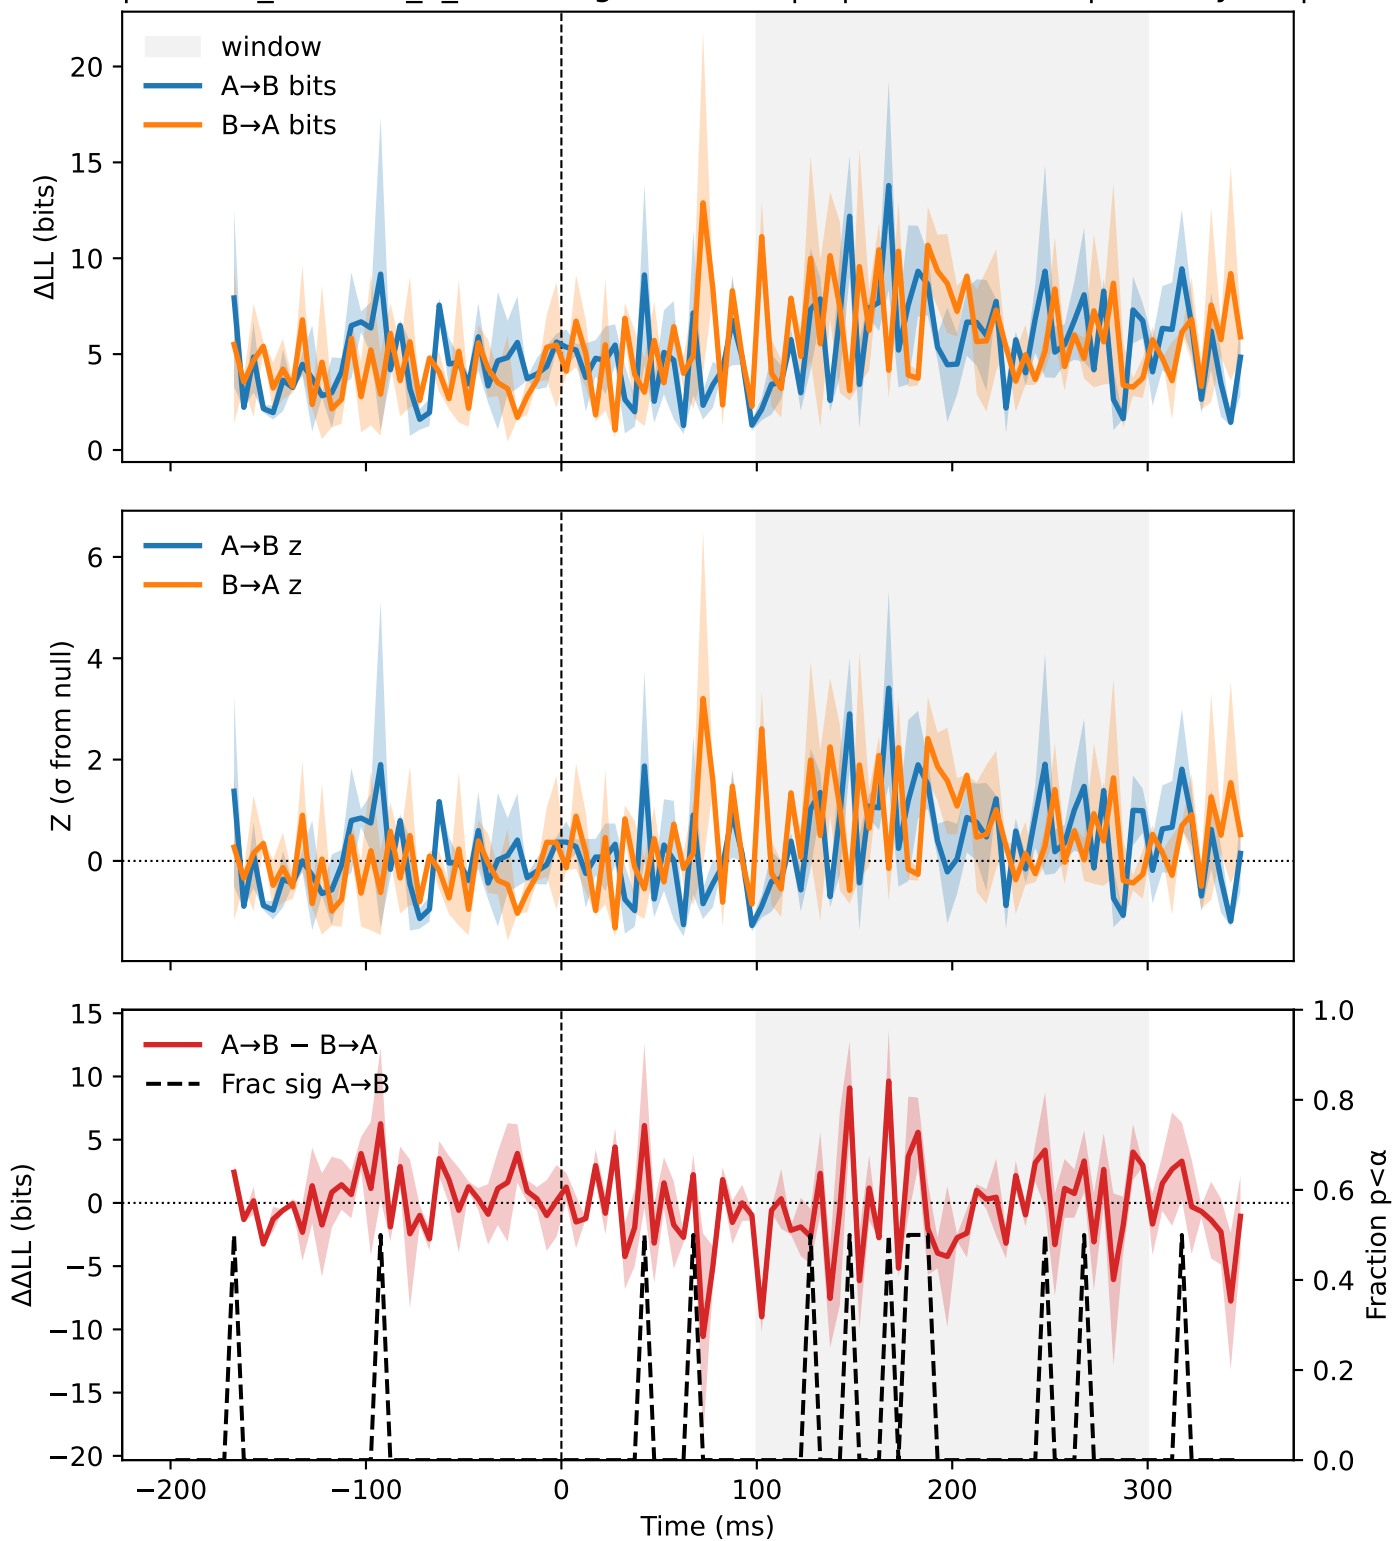 window
A→B bits
B→A bits
ΔLL (bits)
20
15
10
5
0
A→B z
B→A z
Z (σ from null)
6
4
2
0
A→B − B→A
Frac sig A→B
ΔΔLL (bits)
15
10
5
0
−5
−10
−15
−20
1.0
0.8
0.6
0.4
0.2
0.0
Fraction p<α
−200
−100
0
100
200
300
Time (ms)